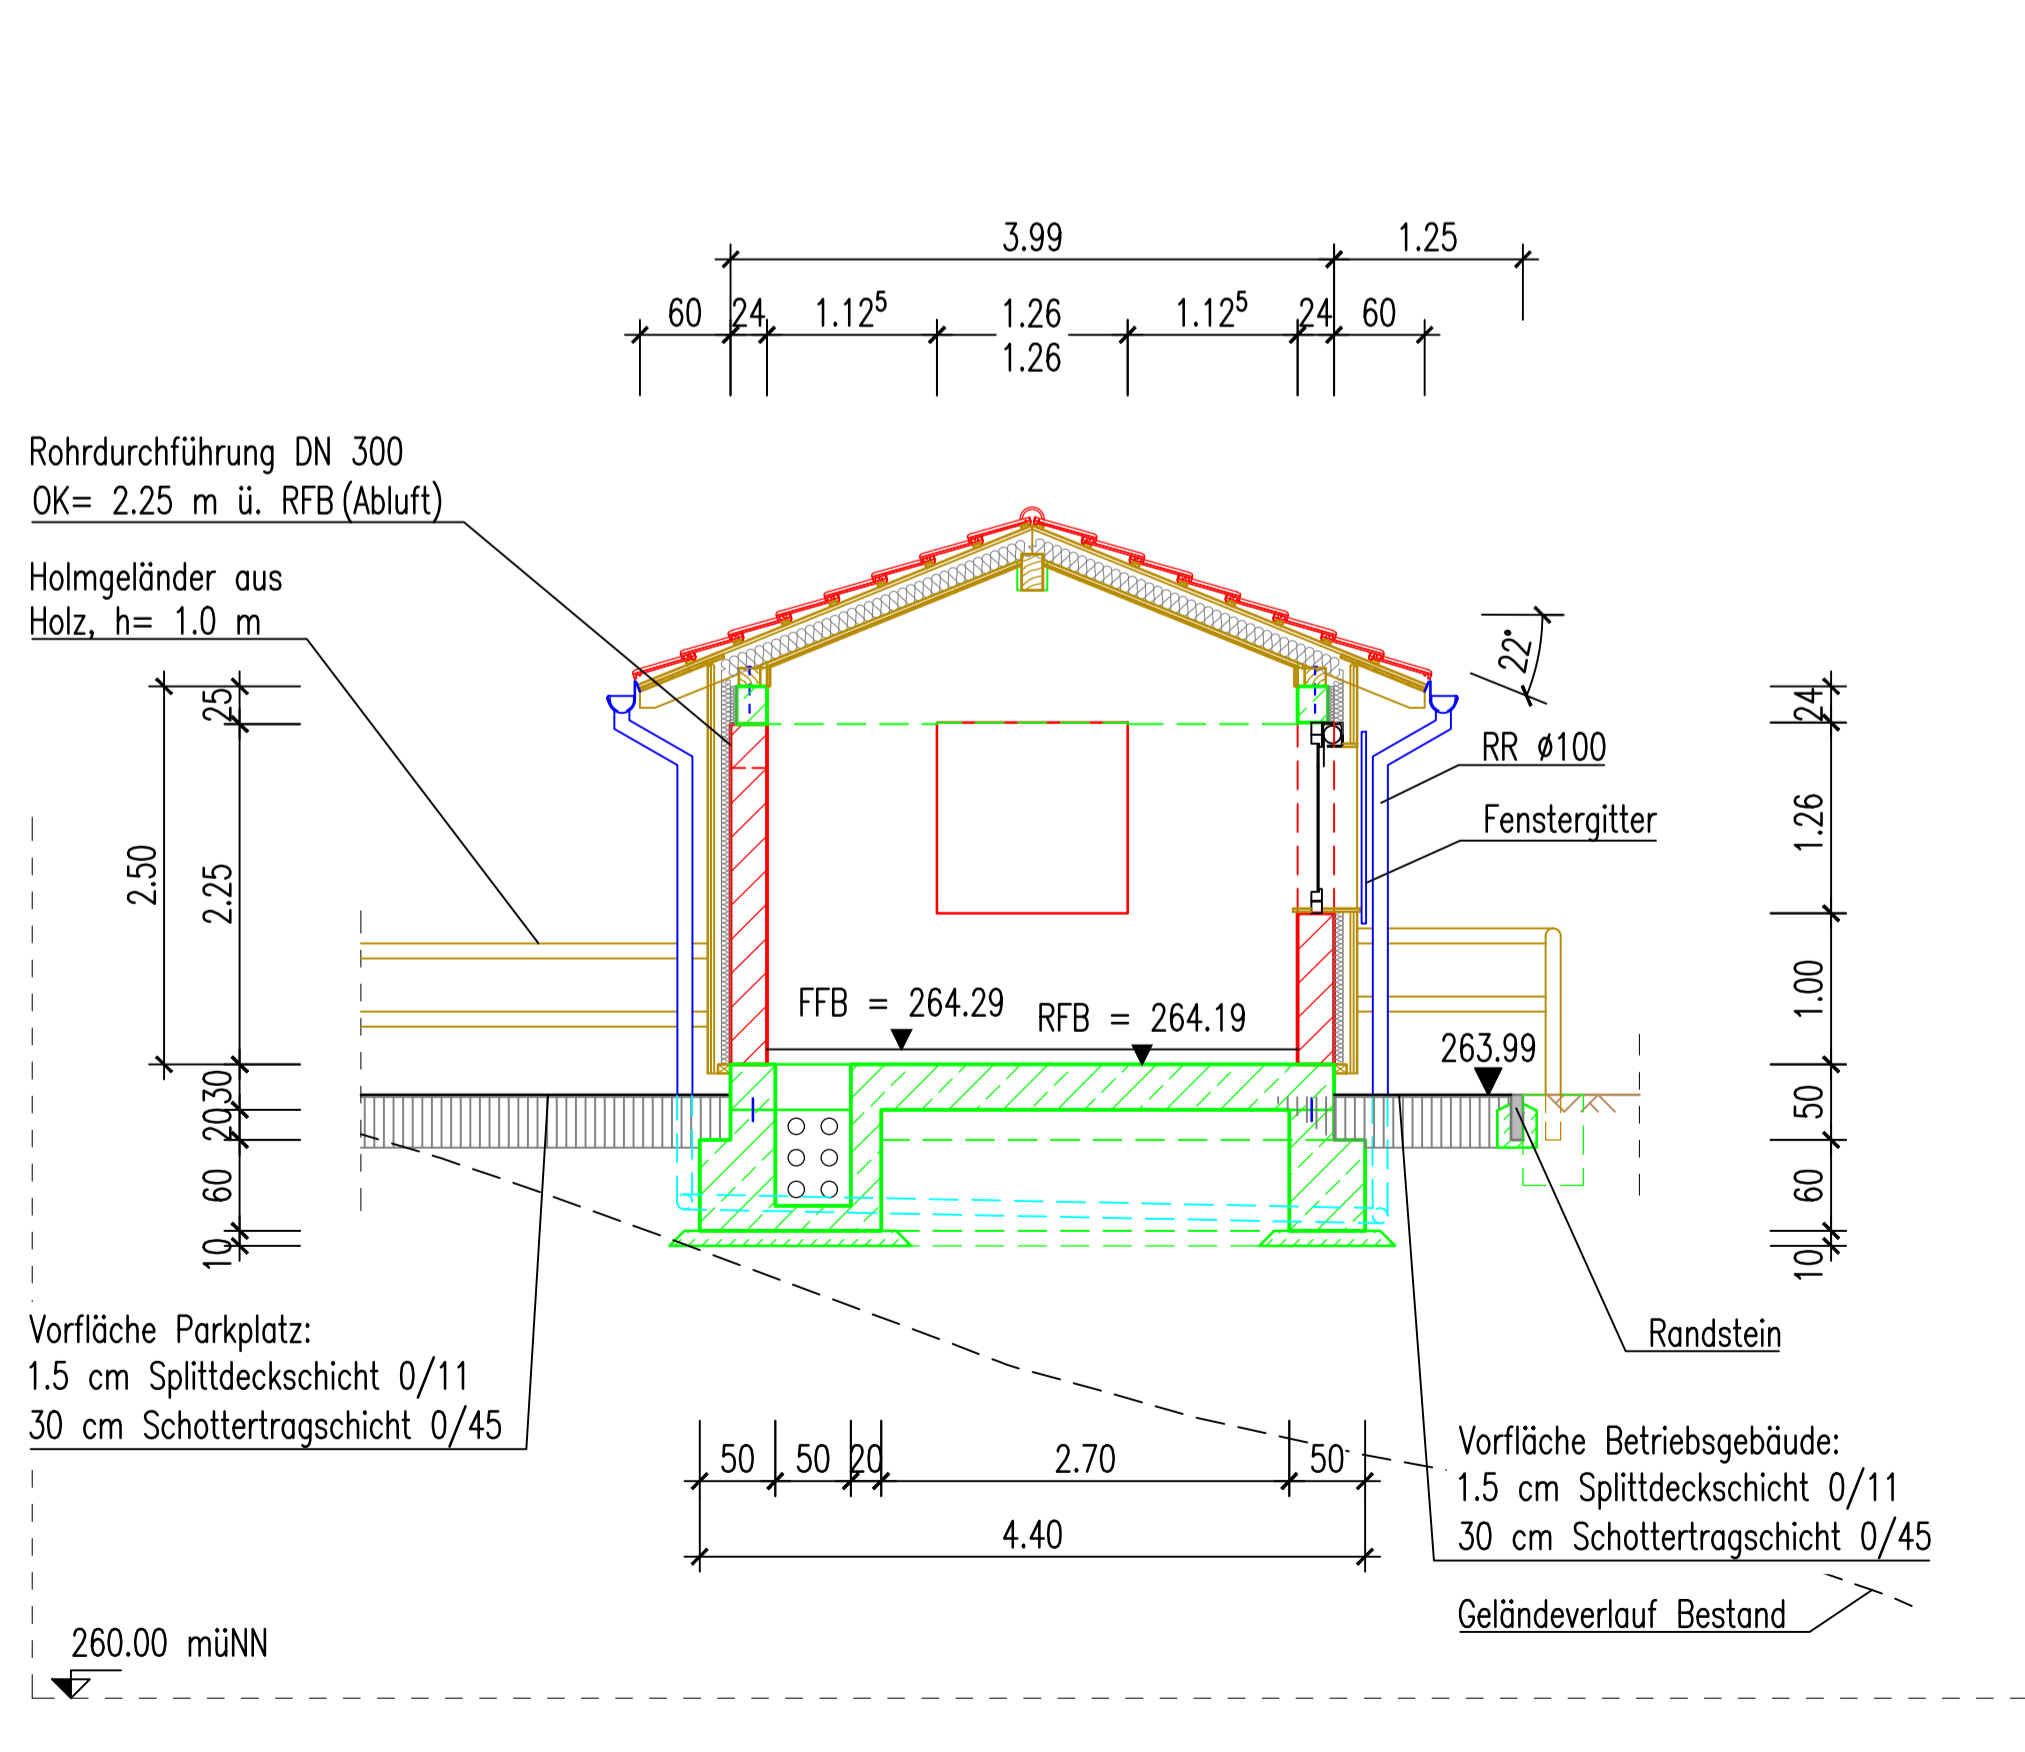 3.99
1.25
60
24
1.12⁵
1.26
1.12⁵
24
60
1.26
Rohrdurchführung DN 300
OK= 2.25 m ü. RFB (Abluft)
Holmgeländer aus
Holz, h= 1.0 m
22°
25
24
RR ø100
Fenstergitter
2.50
2.25
1.26
1.00
FFB = 264.29
RFB = 264.19
263.99
30
20
60
10
50
60
10
Vorfläche Parkplatz:
1.5 cm Splittdeckschicht 0/11
30 cm Schottertragschicht 0/45
Randstein
50
50
20
2.70
50
4.40
Vorfläche Betriebsgebäude:
1.5 cm Splittdeckschicht 0/11
30 cm Schottertragschicht 0/45
Geländeverlauf Bestand
260.00 müNN